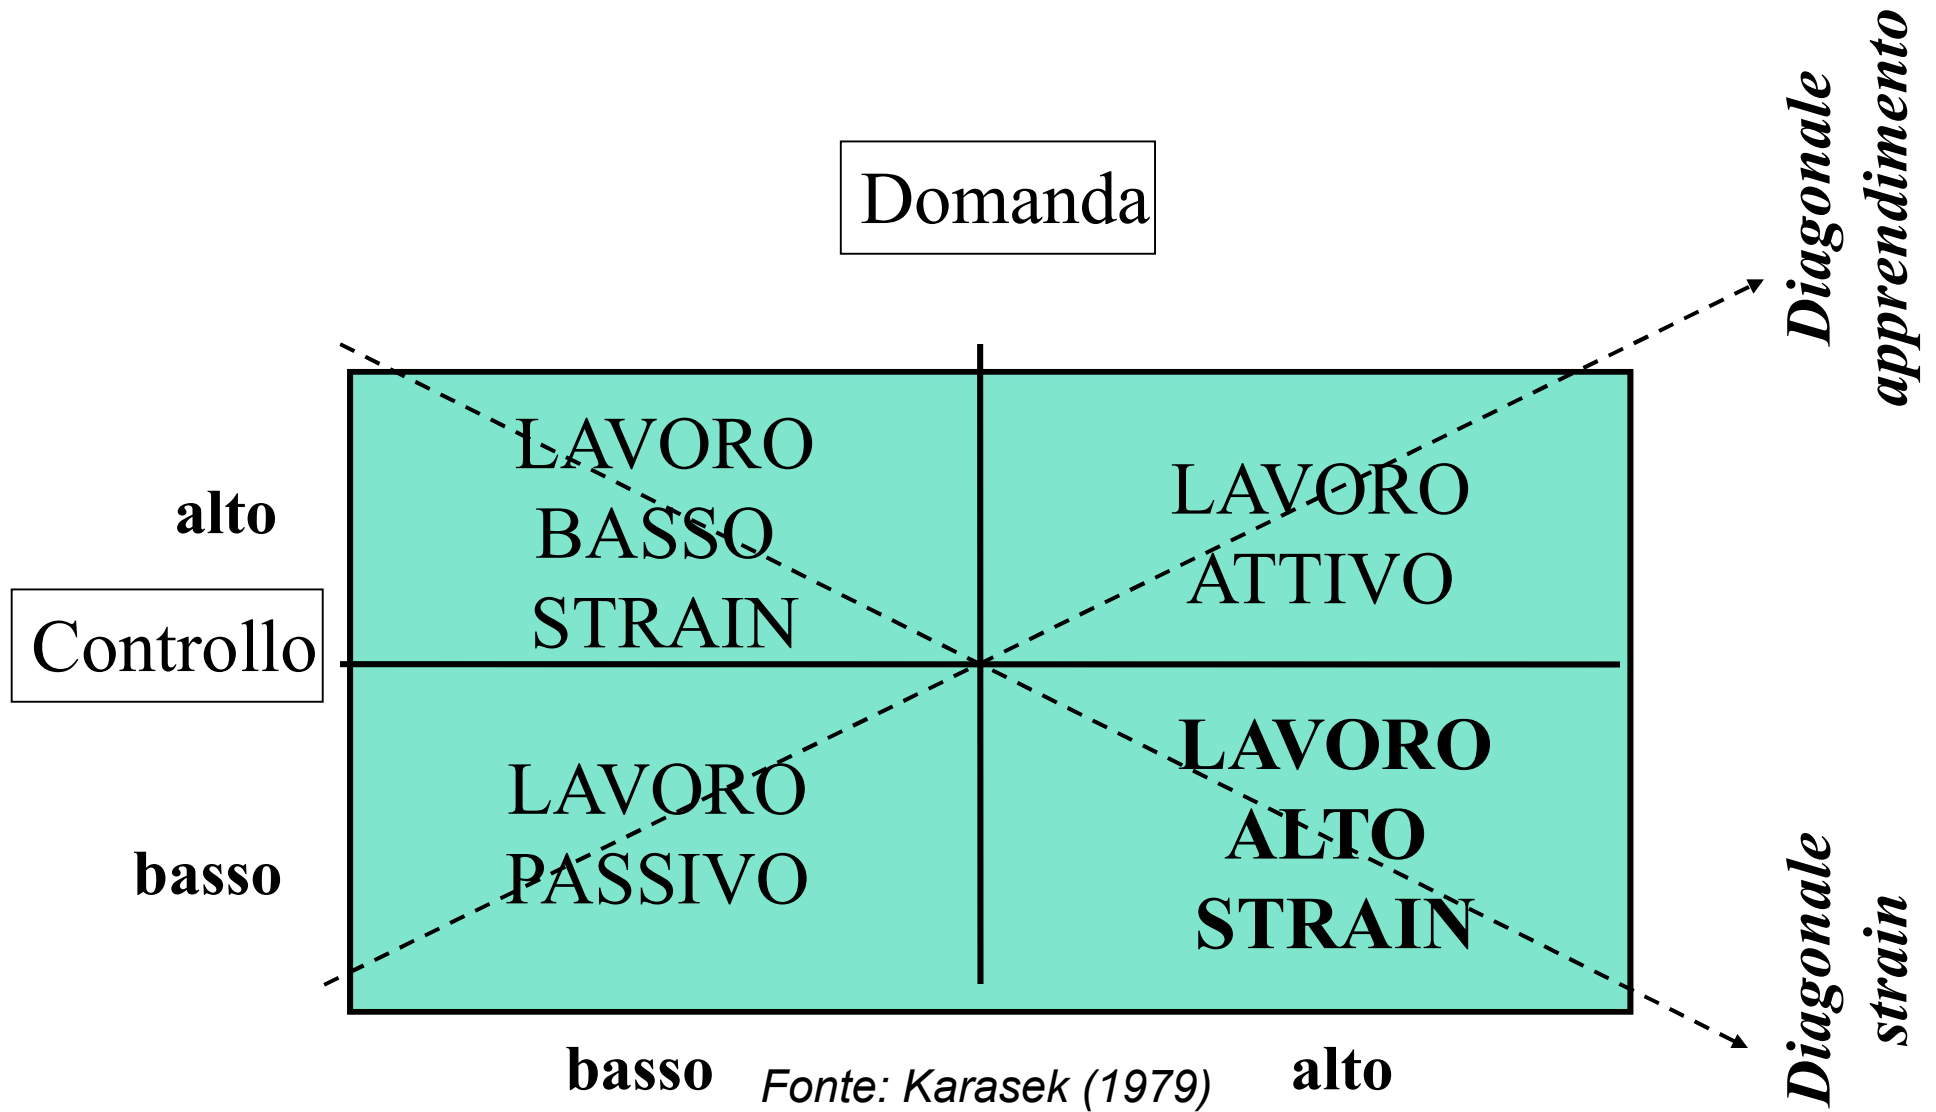 Domanda
Diagonale
apprendimento
LAVORO
BASSO
STRAIN
LAVORO
ATTIVO
alto
Controllo
basso
LAVORO
PASSIVO
LAVORO
ALTO
STRAIN
Diagonale
strain
basso
alto
Fonte: Karasek (1979)